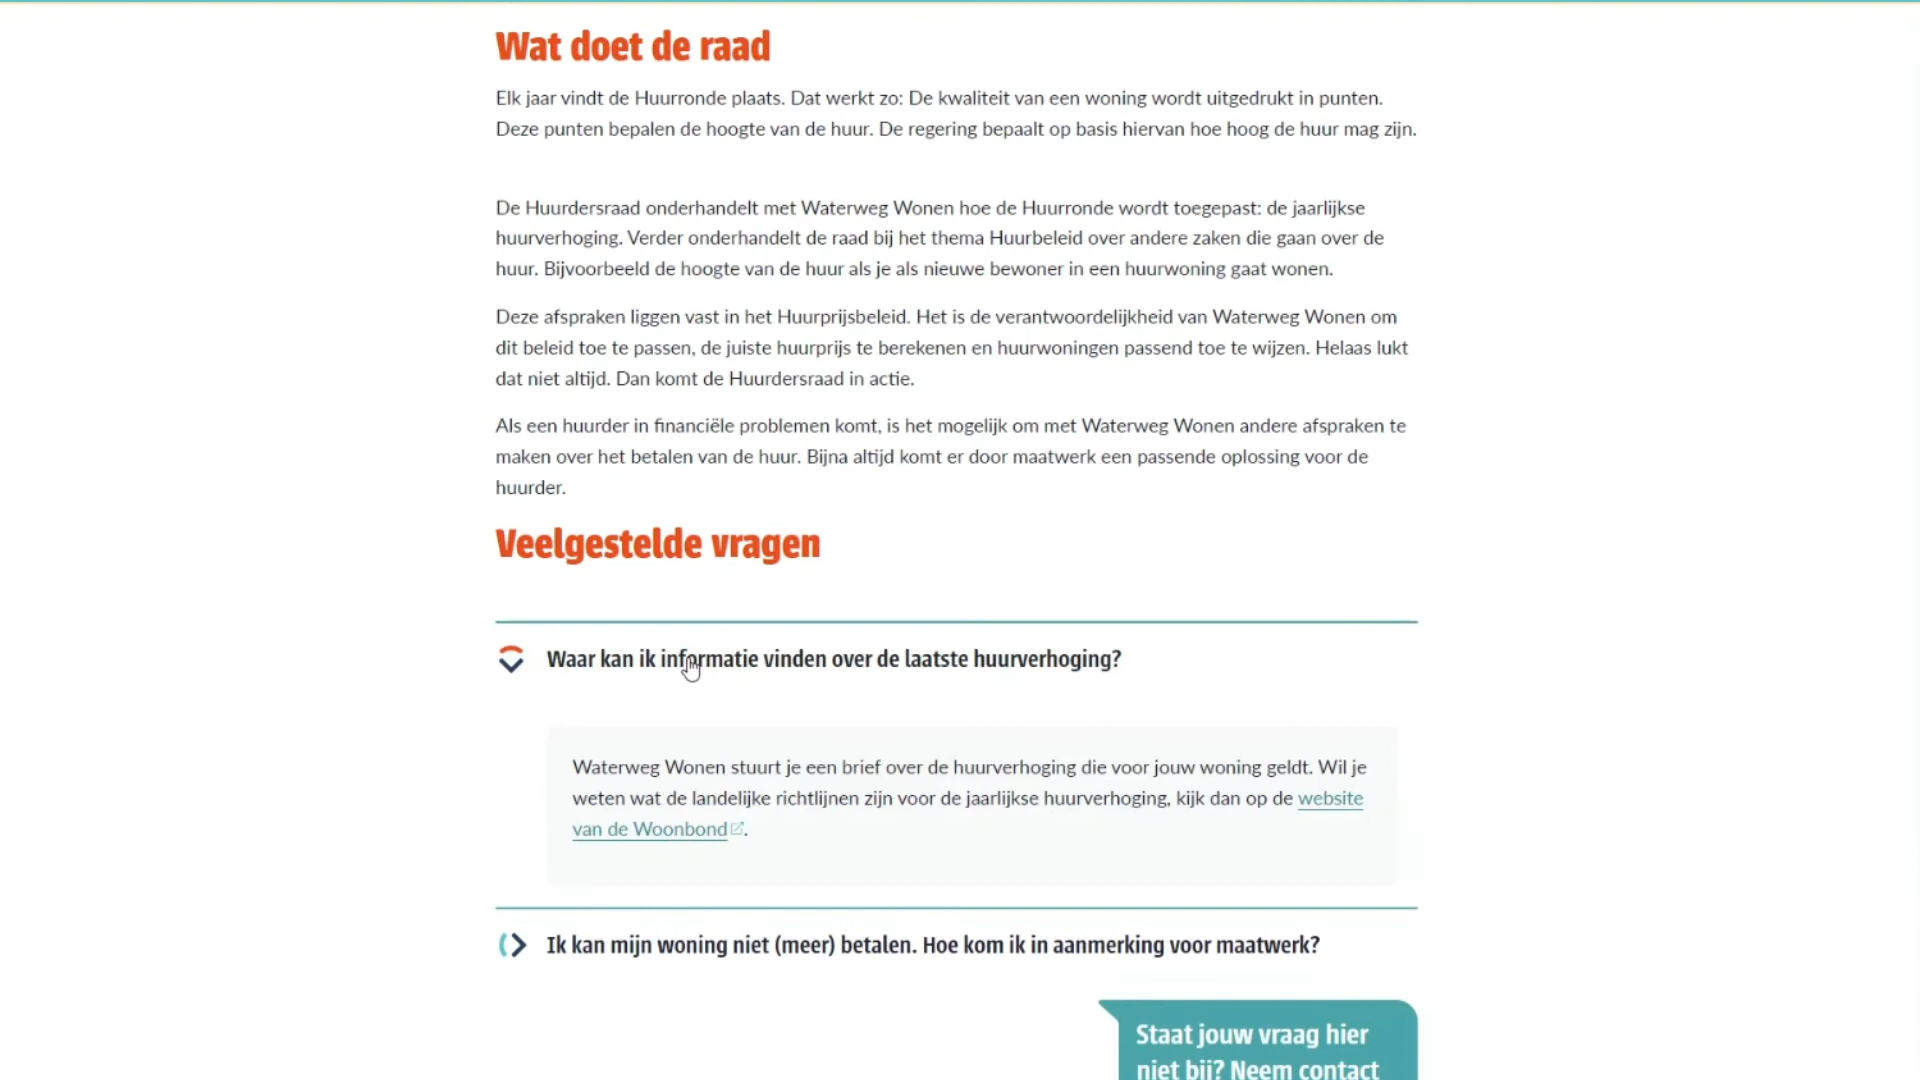 Wat doet de raad
Elk jaar vindt de Huurronde plaats. Dat werkt zo: De kwaliteit van een woning wordt uitgedrukt in punten.
Deze punten bepalen de hoogte van de huur. De regering bepaalt op basis hiervan hoe hoog de huur mag zijn.
De Huurdersraad onderhandelt met Waterweg Wonen hoe de Huurronde wordt toegepast: de jaarlijkse
huurverhoging. Verder onderhandelt de raad bij het thema Huurbeleid over andere zaken die gaan over de
huur. Bijvoorbeeld de hoogte van de huur als je als nieuwe bewoner in een huurwoning gaat wonen.
Deze afspraken liggen vast in het Huurprijsbeleid. Het is de verantwoordelijkheid van Waterweg Wonen om
dit beleid toe te passen, de juiste huurprijs te berekenen en huurwoningen passend toe te wijzen. Helaas lukt
dat niet altijd. Dan komt de Huurdersraad in actie.
Als een huurder in financiële problemen komt, is het mogelijk om met Waterweg Wonen andere afspraken te
maken over het betalen van de huur. Bijna altijd komt er door maatwerk een passende oplossing voor de
huurder.
Veelgestelde vragen
Waar kan ik informatie vinden over de laatste huurverhoging?
Waterweg Wonen stuurt je een brief over de huurverhoging die voor jouw woning geldt. Wil je
weten wat de landelijke richtlijnen zijn voor de jaarlijkse huurverhoging, kijk dan op de website
van de Woonbond.
Ik kan mijn woning niet (meer) betalen. Hoe kom ik in aanmerking voor maatwerk?
Staat jouw vraag hier
niet bij? Neem contact